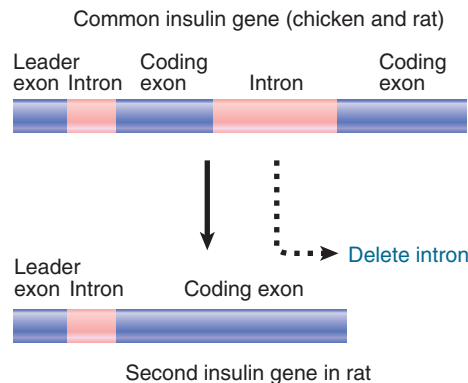 Common insulin gene (chicken and rat)
Leader Coding Coding
exon Intron exon Intron exon
Delete intron
Leader
exon Intron Coding exon
Second insulin gene in rat